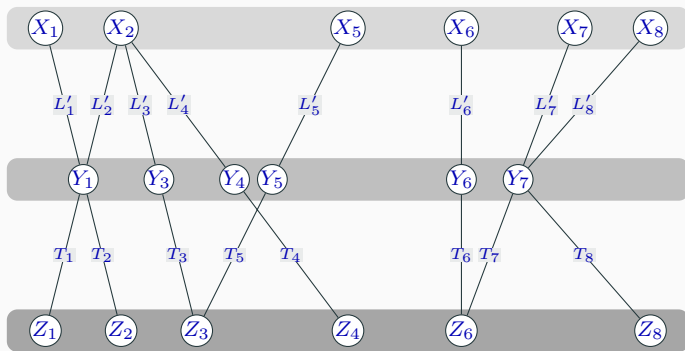 X₁ X₂ X₅ X₆ X₇ X₈
L′₁ L′₂ L′₃ L′₄ L′₅ L′₆ L′₇ L′₈
Y₁ Y₃ Y₄ Y₅ Y₆ Y₇
T₁ T₂ T₃ T₅ T₄ T₆ T₇ T₈
Z₁ Z₂ Z₃ Z₄ Z₆ Z₈